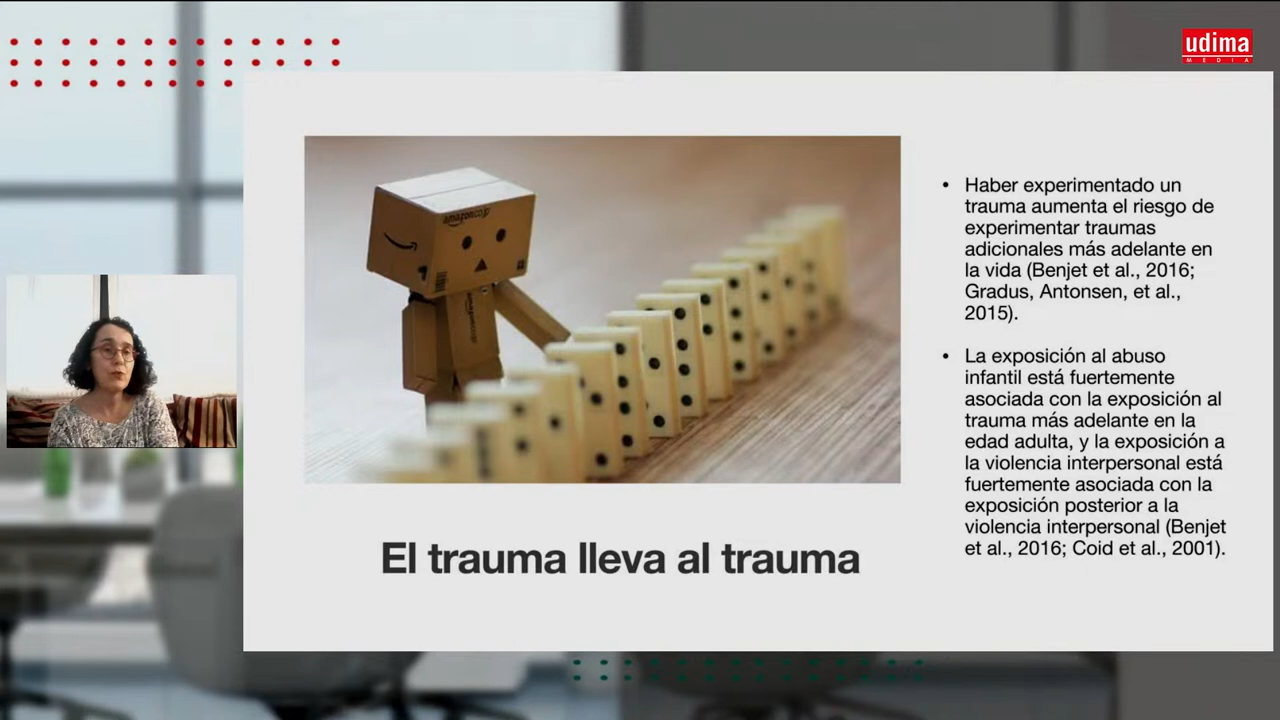 udima
MEDIA
amazon.co.jp
• Haber experimentado un
trauma aumenta el riesgo de
experimentar traumas
adicionales más adelante en
la vida (Benjet et al., 2016;
Gradus, Antonsen, et al.,
2015).
• La exposición al abuso
infantil está fuertemente
asociada con la exposición al
trauma más adelante en la
edad adulta, y la exposición a
la violencia interpersonal está
fuertemente asociada con la
exposición posterior a la
violencia interpersonal (Benjet
et al., 2016; Coid et al., 2001).
El trauma lleva al trauma